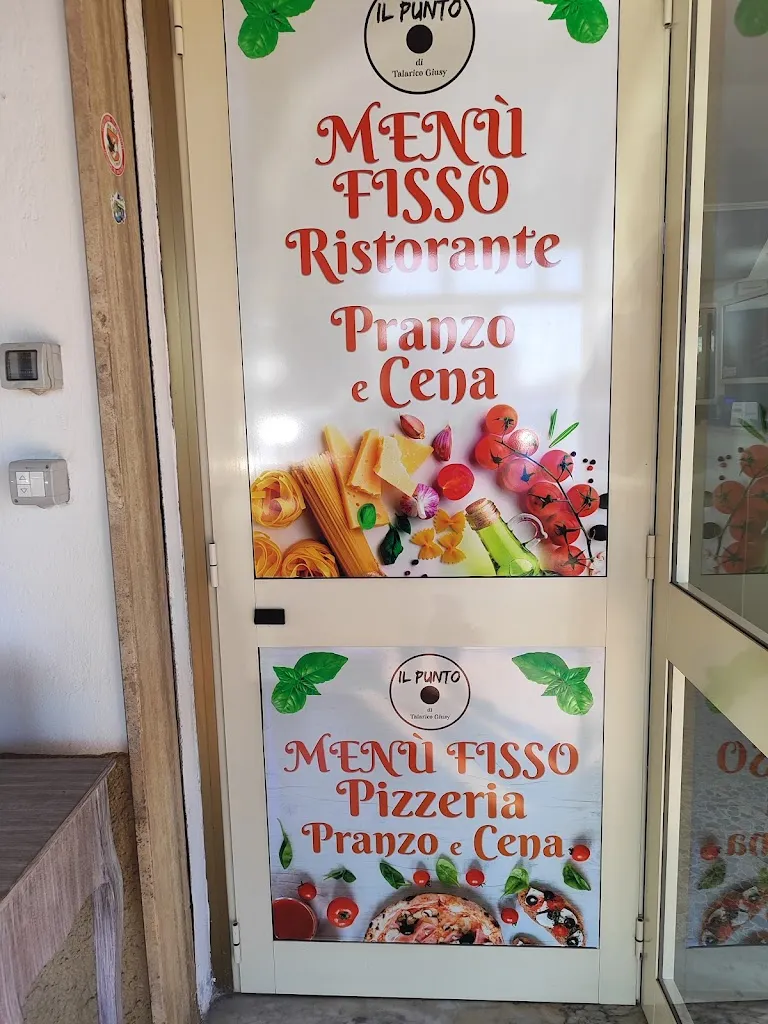 IL PUNTO
di
Talarico Giusy
MENÙ
FISSO
Ristorante
Pranzo
e Cena
IL PUNTO
di
Talarico Giusy
MENÙ FISSO
Pizzeria
Pranzo e Cena